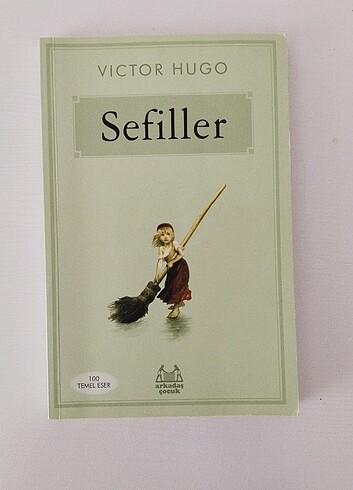 VICTOR HUGO
Sefiller
100
TEMEL ESER
arkadaş
çocuk